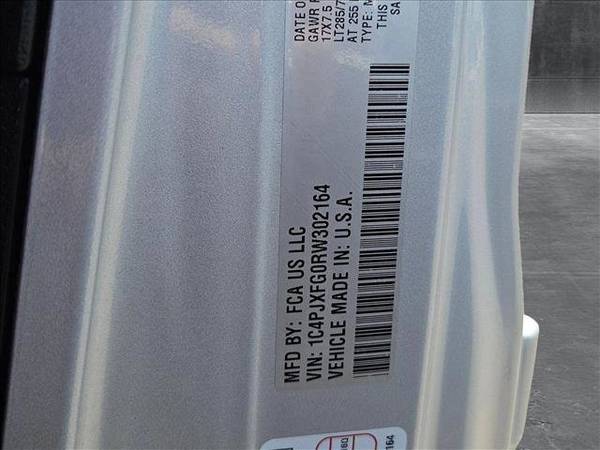 DATE O
GAWR F
17X7.5
LT285/7
AT 255
TYPE: M
THIS
SA
MFD BY: FCA US LLC
VIN: 1C4PJXFG0RW302164
VEHICLE MADE IN: U.S.A.
164